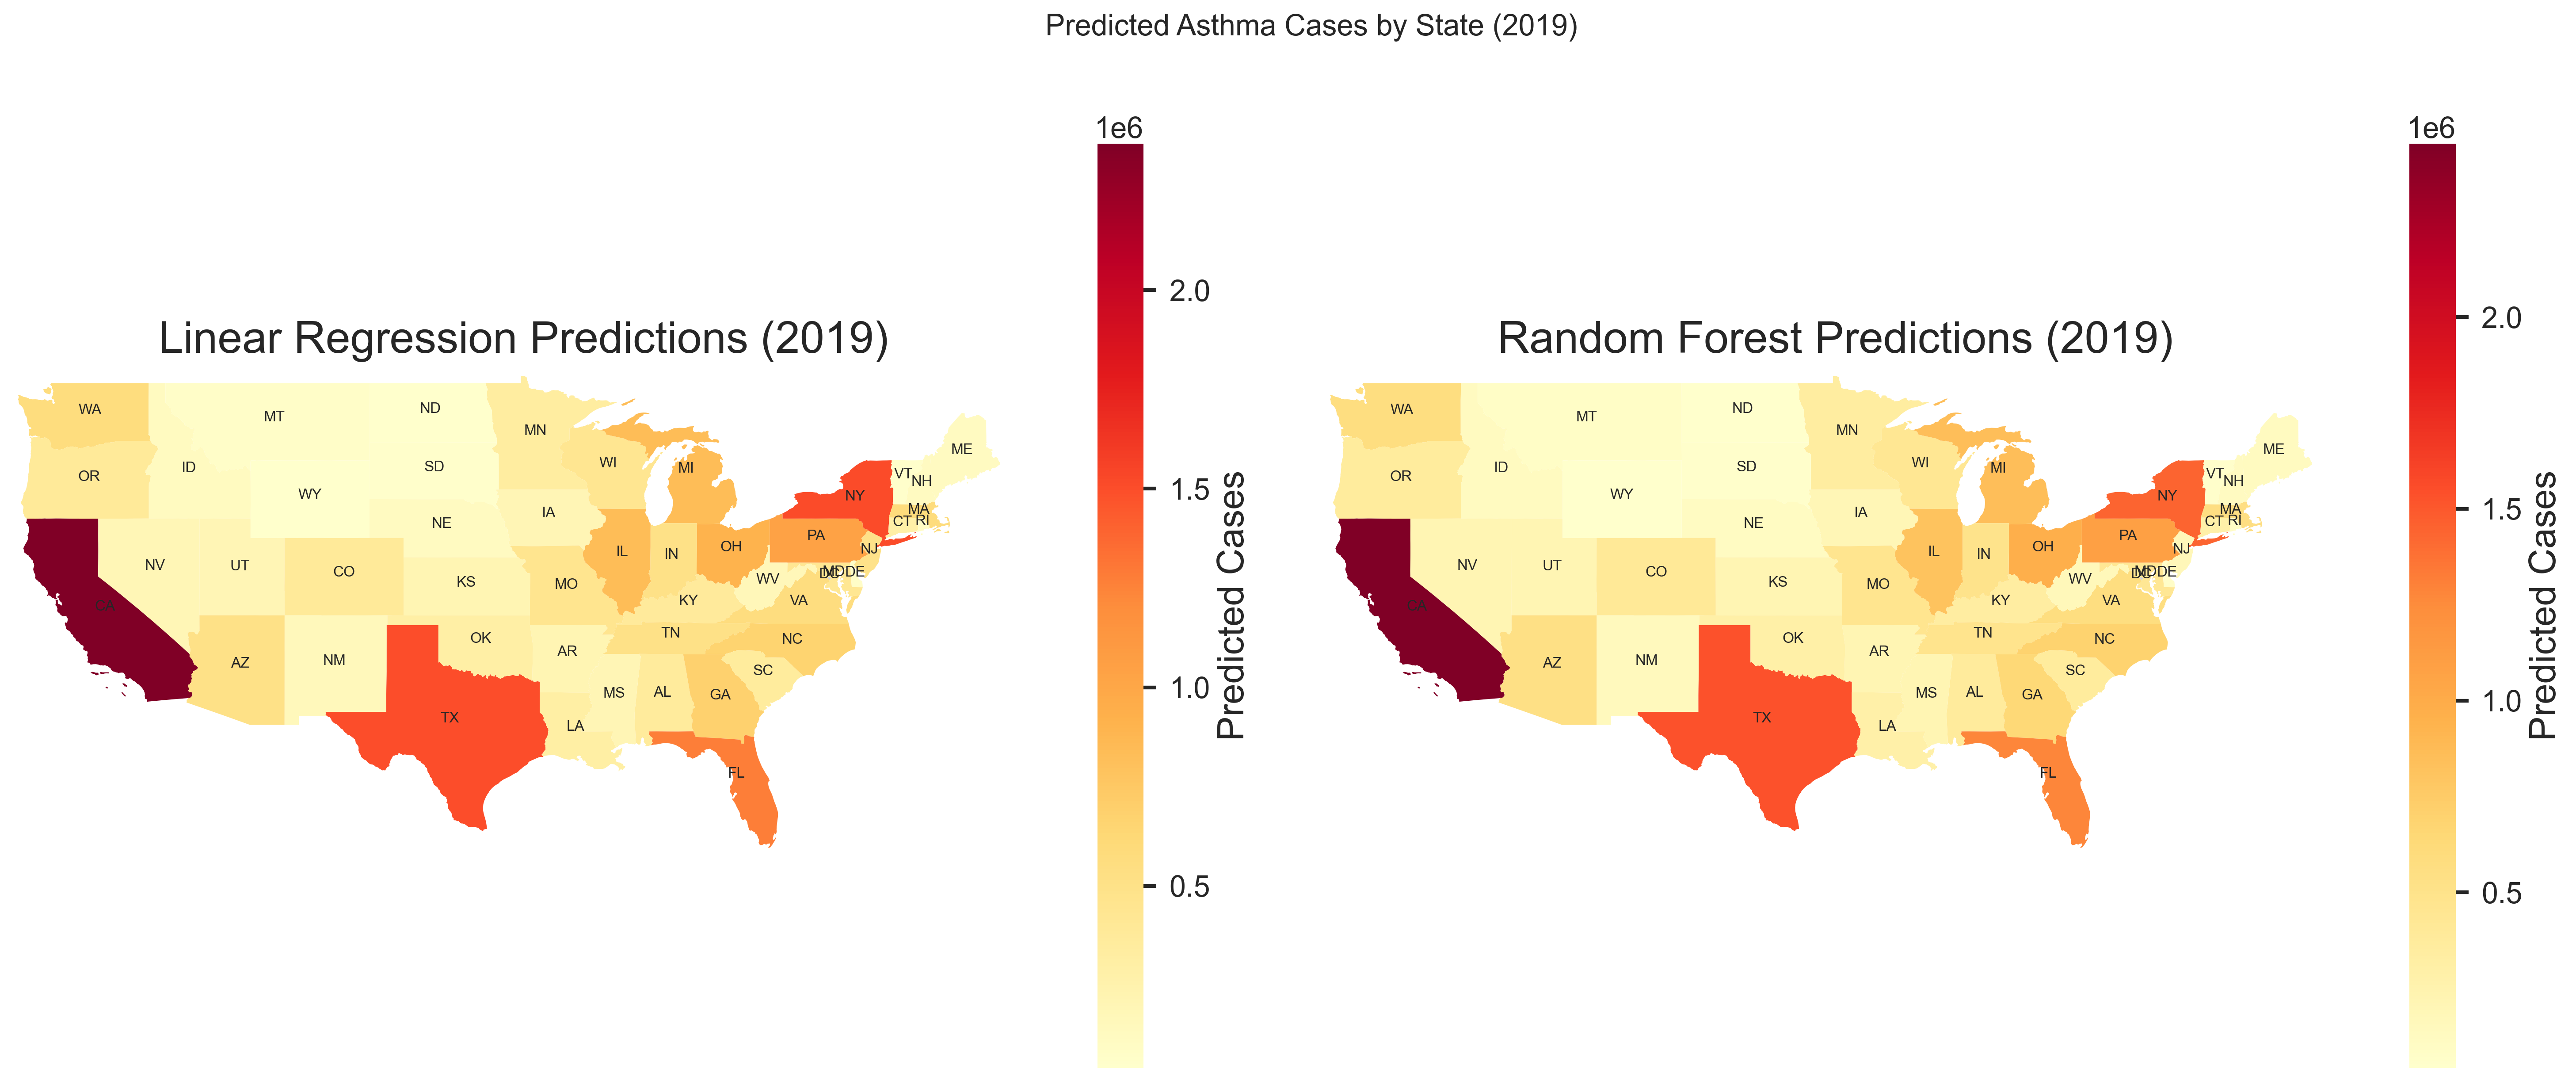 Predicted Asthma Cases by State (2019)
Linear Regression Predictions (2019)
WA
MT
ND
MN
OR
ID
SD
WI
MI
ME
VT
NH
WY
NY
MA
NE
IA
CT RI
NV
UT
CO
IL
IN
OH
PA
NJ
KS
MO
WV
DC
MD
DE
KY
VA
CA
TN
NC
OK
AZ
NM
AR
SC
MS
AL
GA
TX
LA
FL
1e6
2.0
1.5
1.0
0.5
Predicted Cases
Random Forest Predictions (2019)
WA
MT
ND
MN
OR
ID
SD
WI
MI
ME
VT
NH
WY
NY
MA
NE
IA
CT RI
NV
UT
CO
IL
IN
OH
PA
NJ
KS
MO
WV
DC
MD
DE
KY
VA
CA
TN
NC
OK
AZ
NM
AR
SC
MS
AL
GA
TX
LA
FL
1e6
2.0
1.5
1.0
0.5
Predicted Cases